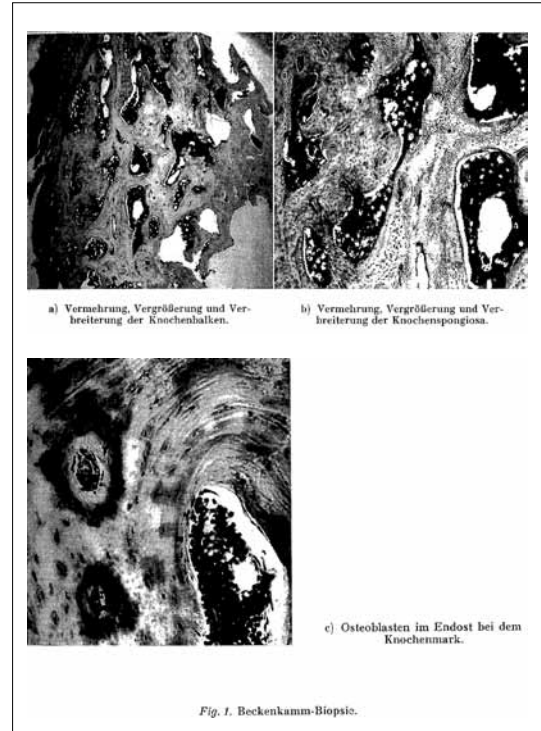 a) Vermehrung, Vergrößerung und Ver-
breiterung der Knochenbalken.
b) Vermehrung, Vergrößerung und Ver-
breiterung der Knochenspongiosa.
c) Osteoblasten im Endost bei dem
Knochenmark.
Fig. 1. Beckenkamm-Biopsie.